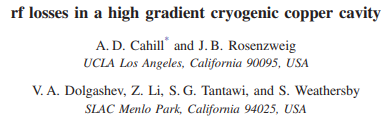 rf losses in a high gradient cryogenic copper cavity
A. D. Cahill* and J. B. Rosenzweig
UCLA Los Angeles, California 90095, USA
V. A. Dolgashev, Z. Li, S. G. Tantawi, and S. Weathersby
SLAC Menlo Park, California 94025, USA